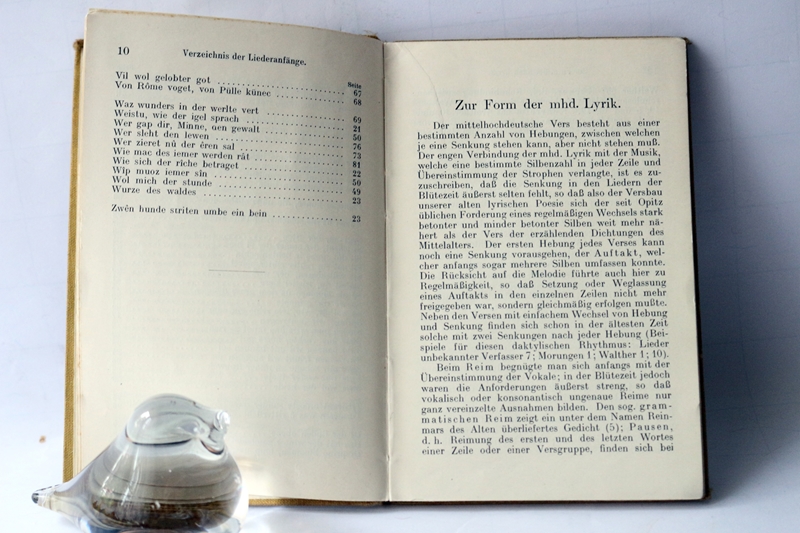 10 Verzeichnis der Liederanfänge.
Seite
Vil wol gelobter got . . . . . . . . . . . . . . . . 67
Von Rôme voget, von Pülle künec . . . . . . . . . . 68
Waz wunders in der werlte vert . . . . . . . . . . . 69
Weistu, wie der igel sprach . . . . . . . . . . . . 21
Wer gap dir, Minne, den gewalt . . . . . . . . . . . 50
Wer sleht den lewen . . . . . . . . . . . . . . . . 76
Wer zieret nû der êren sal . . . . . . . . . . . . . 73
Wie mac des iemer werden rât . . . . . . . . . . . . 81
Wie sich der rîche betraget . . . . . . . . . . . . 22
Wîp muoz iemer sîn . . . . . . . . . . . . . . . . . 50
Wol mich der stunde . . . . . . . . . . . . . . . . 49
Wurze des waldes . . . . . . . . . . . . . . . . . . 23
Zwên hunde striten umbe ein bein . . . . . . . . . . 23
Zur Form der mhd. Lyrik.
Der mittelhochdeutsche Vers besteht aus einer
bestimmten Anzahl von Hebungen, zwischen welchen
je eine Senkung stehen kann, aber nicht stehen muß.
Der engen Verbindung der mhd. Lyrik mit der Musik,
welche eine bestimmte Silbenzahl in jeder Zeile und
Übereinstimmung der Strophen verlangte, ist es zu-
zuschreiben, daß die Senkung in den Liedern der
Blütezeit äußerst selten fehlt, so daß also der Versbau
unserer alten lyrischen Poesie sich der seit Opitz
üblichen Forderung eines regelmäßigen Wechsels stark
betonter und minder betonter Silben weit mehr nä-
hert als der Vers der erzählenden Dichtungen des
Mittelalters. Der ersten Hebung jedes Verses kann
noch eine Senkung vorausgehen, der Auftakt, wel-
cher anfangs sogar mehrere Silben umfassen konnte.
Die Rücksicht auf die Melodie führte auch hier zu
Regelmäßigkeit, so daß Setzung oder Weglassung
eines Auftakts in den einzelnen Zeilen nicht mehr
freigegeben war, sondern gleichmäßig erfolgen mußte.
Neben den Versen mit einfachem Wechsel von Hebung
und Senkung finden sich schon in der ältesten Zeit
solche mit zwei Senkungen nach jeder Hebung (Bei-
spiele für diesen daktylischen Rhythmus: Lieder
unbekannter Verfasser 7; Morungen 1; Walther 1; 10).
Beim Reim begnügte man sich anfangs mit der
Übereinstimmung der Vokale; in der Blütezeit jedoch
waren die Anforderungen äußerst streng, so daß
vokalisch oder konsonantisch ungenaue Reime nur
ganz vereinzelte Ausnahmen bilden. Den sog. gram-
matischen Reim zeigt ein unter dem Namen Rein-
mars des Alten überliefertes Gedicht (5); Pausen,
d. h. Reimung des ersten und des letzten Wortes
einer Zeile oder einer Versgruppe, finden sich bei